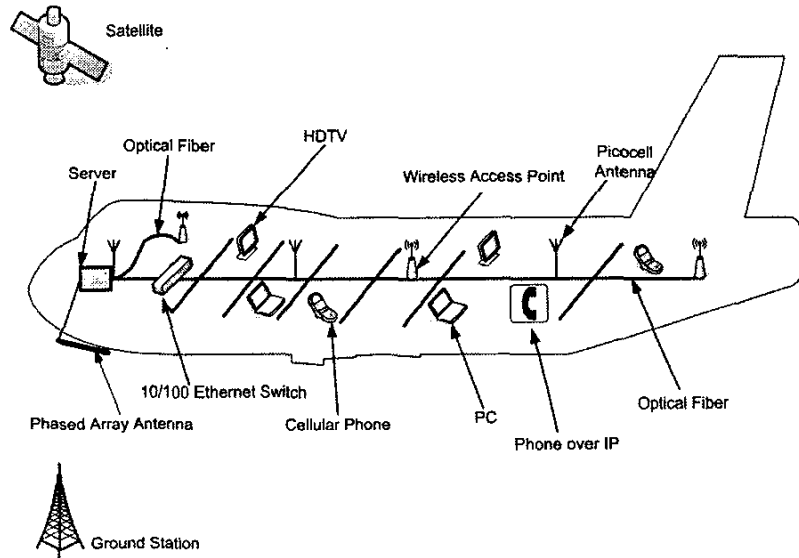 Satellite
HDTV
Optical Fiber
Picocell
Antenna
Server
Wireless Access Point
10/100 Ethernet Switch
Optical Fiber
Phased Array Antenna
Cellular Phone
PC
Phone over IP
Ground Station